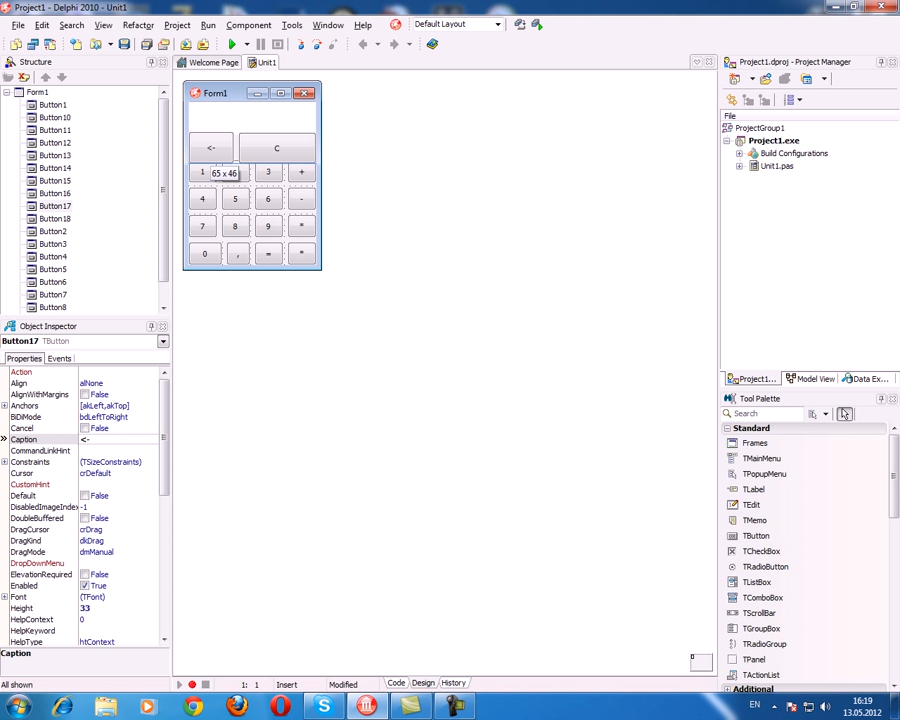 Project1 - Delphi 2010 - Unit1
File Edit Search View Refactor Project Run Component Tools Window Help Default Layout
Structure
Welcome Page Unit1
Project1.dproj - Project Manager
Form1
Button1
Button10
Button11
Button12
Button13
Button14
Button15
Button16
Button17
Button18
Button2
Button3
Button4
Button5
Button6
Button7
Button8
Form1
<- C
1 65 x 46 3 +
4 5 6 -
7 8 9 *
0 , = *
File
ProjectGroup1
Project1.exe
Build Configurations
Unit1.pas
Object Inspector
Button17 TButton
Properties Events
Action
Align alNone
AlignWithMargins False
Anchors [akLeft,akTop]
BiDiMode bdLeftToRight
Cancel False
Caption <-
CommandLinkHint
Constraints (TSizeConstraints)
Cursor crDefault
CustomHint
Default False
DisabledImageIndex -1
DoubleBuffered False
DragCursor crDrag
DragKind dkDrag
DragMode dmManual
DropDownMenu
ElevationRequired False
Enabled True
Font (TFont)
Height 33
HelpContext 0
HelpKeyword
HelpType htContext
Caption
All shown
1: 1 Insert Modified Code Design History
Project1... Model View Data Ex...
Tool Palette
Search
Standard
Frames
TMainMenu
TPopupMenu
TLabel
TEdit
TMemo
TButton
TCheckBox
TRadioButton
TListBox
TComboBox
TScrollBar
TGroupBox
TRadioGroup
TPanel
TActionList
Additional
EN
16:19
13.05.2012